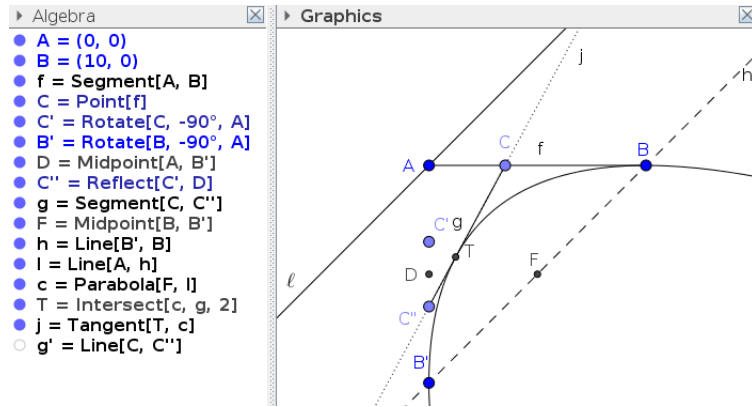 Algebra
A = (0, 0)
B = (10, 0)
f = Segment[A, B]
C = Point[f]
C' = Rotate[C, -90°, A]
B' = Rotate[B, -90°, A]
D = Midpoint[A, B']
C'' = Reflect[C', D]
g = Segment[C, C'']
F = Midpoint[B, B']
h = Line[B', B]
l = Line[A, h]
c = Parabola[F, l]
T = Intersect[c, g, 2]
j = Tangent[T, c]
g' = Line[C, C'']
Graphics
j
h
C
f
B
A
C'
g
T
D
F
ℓ
C''
B'